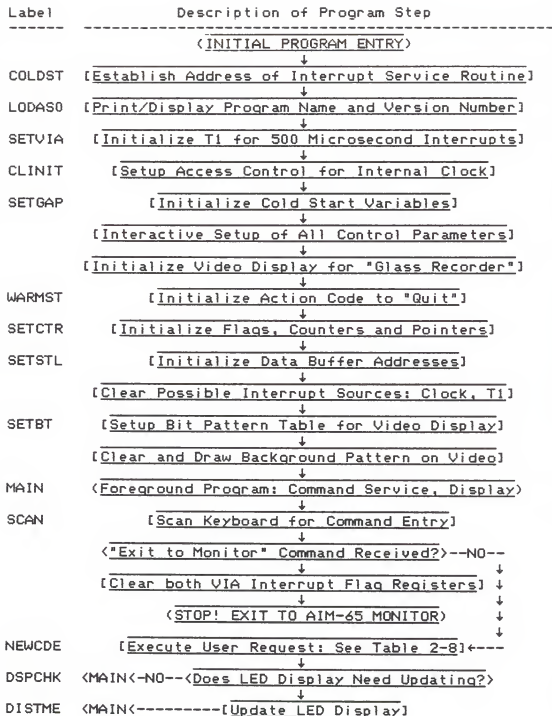 Label Description of Program Step
(INITIAL PROGRAM ENTRY)
COLDST [Establish Address of Interrupt Service Routine]
LODAS0 [Print/Display Program Name and Version Number]
SETVIA [Initialize T1 for 500 Microsecond Interrupts]
CLINIT [Setup Access Control for Internal Clock]
SETGAP [Initialize Cold Start Variables]
[Interactive Setup of All Control Parameters]
[Initialize Video Display for "Glass Recorder"]
WARMST [Initialize Action Code to "Quit"]
SETCTR [Initialize Flags, Counters and Pointers]
SETSTL [Initialize Data Buffer Addresses]
[Clear Possible Interrupt Sources: Clock, T1]
SETBT [Setup Bit Pattern Table for Video Display]
[Clear and Draw Background Pattern on Video]
MAIN (Foreground Program: Command Service, Display)
SCAN [Scan Keyboard for Command Entry]
<"Exit to Monitor" Command Received?>--NO--
[Clear both VIA Interrupt Flag Registers]
(STOP! EXIT TO AIM-65 MONITOR)
NEWCDE [Execute User Request: See Table 2-8]
DSPCHK <MAIN<-NO--<Does LED Display Need Updating?>
DISTME <MAIN<---------[Update LED Display]